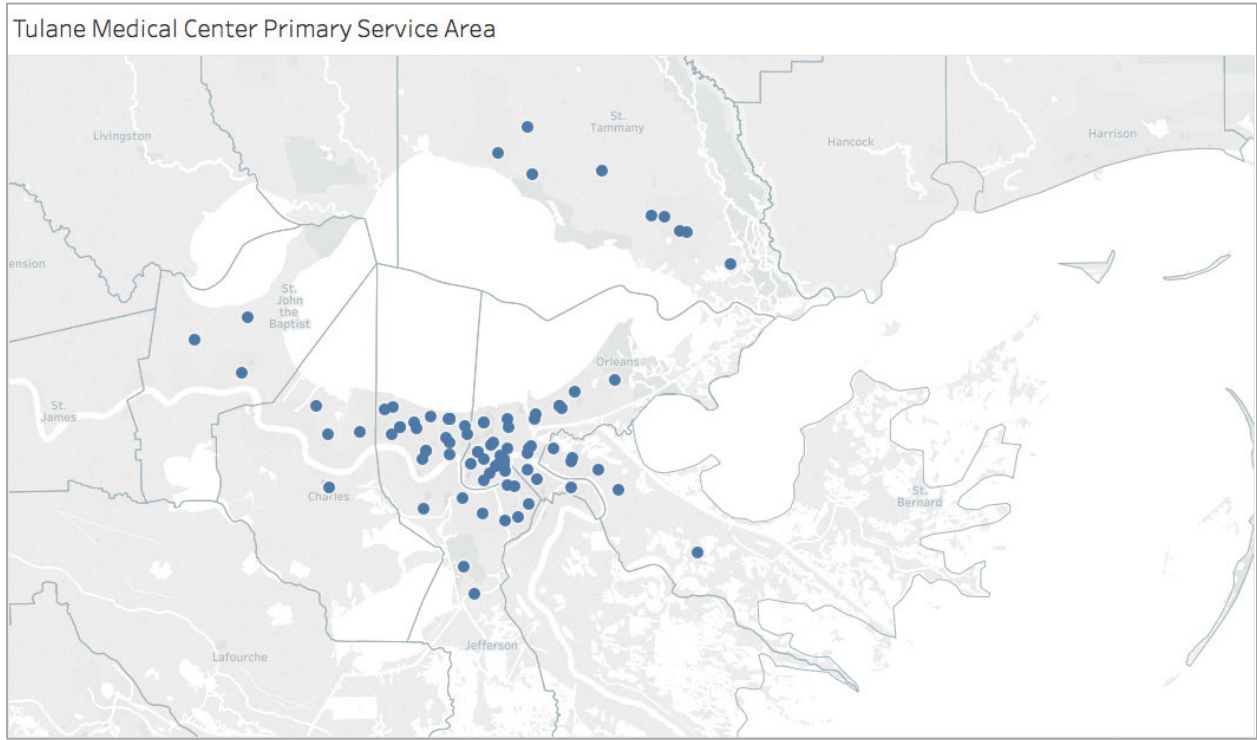 Tulane Medical Center Primary Service Area
St.
Tammany
Livingston
Hancock
Harrison
ension
St.
John
the
Baptist
Orleans
St.
James
Charles
St.
Bernard
Jefferson
Lafourche